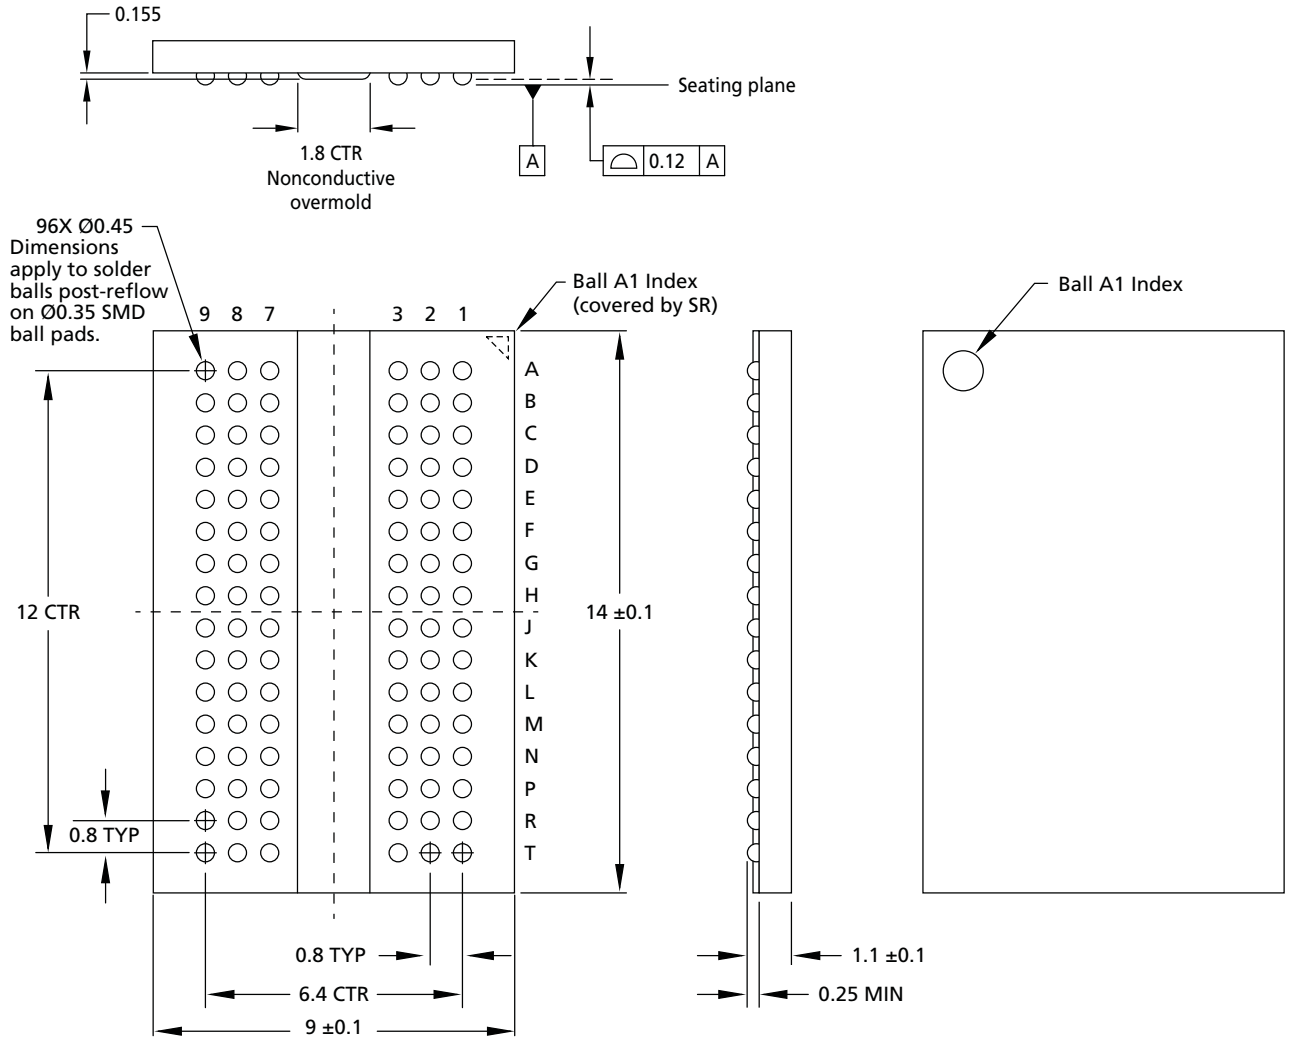 0.155
Seating plane
1.8 CTR
Nonconductive
overmold
A
0.12 A
96X Ø0.45
Dimensions
apply to solder
balls post-reflow
on Ø0.35 SMD
ball pads.
Ball A1 Index
(covered by SR)
Ball A1 Index
9 8 7 3 2 1
A
B
C
D
E
F
G
H
J
K
L
M
N
P
R
T
12 CTR
14 ±0.1
0.8 TYP
0.8 TYP
1.1 ±0.1
6.4 CTR
0.25 MIN
9 ±0.1